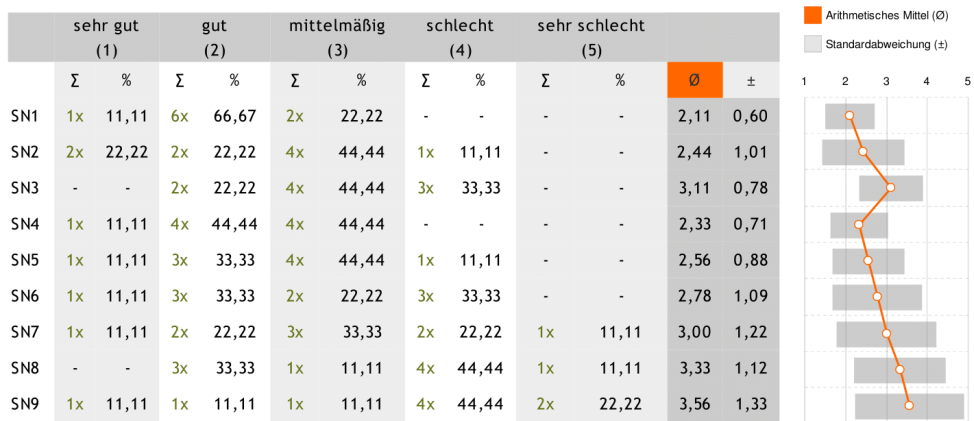 sehr gut gut mittelmäßig schlecht sehr schlecht
(1) (2) (3) (4) (5)
Σ % Σ % Σ % Σ % Σ % Ø ±
SN1 1x 11,11 6x 66,67 2x 22,22 - - - - 2,11 0,60
SN2 2x 22,22 2x 22,22 4x 44,44 1x 11,11 - - 2,44 1,01
SN3 - - 2x 22,22 4x 44,44 3x 33,33 - - 3,11 0,78
SN4 1x 11,11 4x 44,44 4x 44,44 - - - - 2,33 0,71
SN5 1x 11,11 3x 33,33 4x 44,44 1x 11,11 - - 2,56 0,88
SN6 1x 11,11 3x 33,33 2x 22,22 3x 33,33 - - 2,78 1,09
SN7 1x 11,11 2x 22,22 3x 33,33 2x 22,22 1x 11,11 3,00 1,22
SN8 - - 3x 33,33 1x 11,11 4x 44,44 1x 11,11 3,33 1,12
SN9 1x 11,11 1x 11,11 1x 11,11 4x 44,44 2x 22,22 3,56 1,33
Arithmetisches Mittel (Ø)
Standardabweichung (±)
1 2 3 4 5